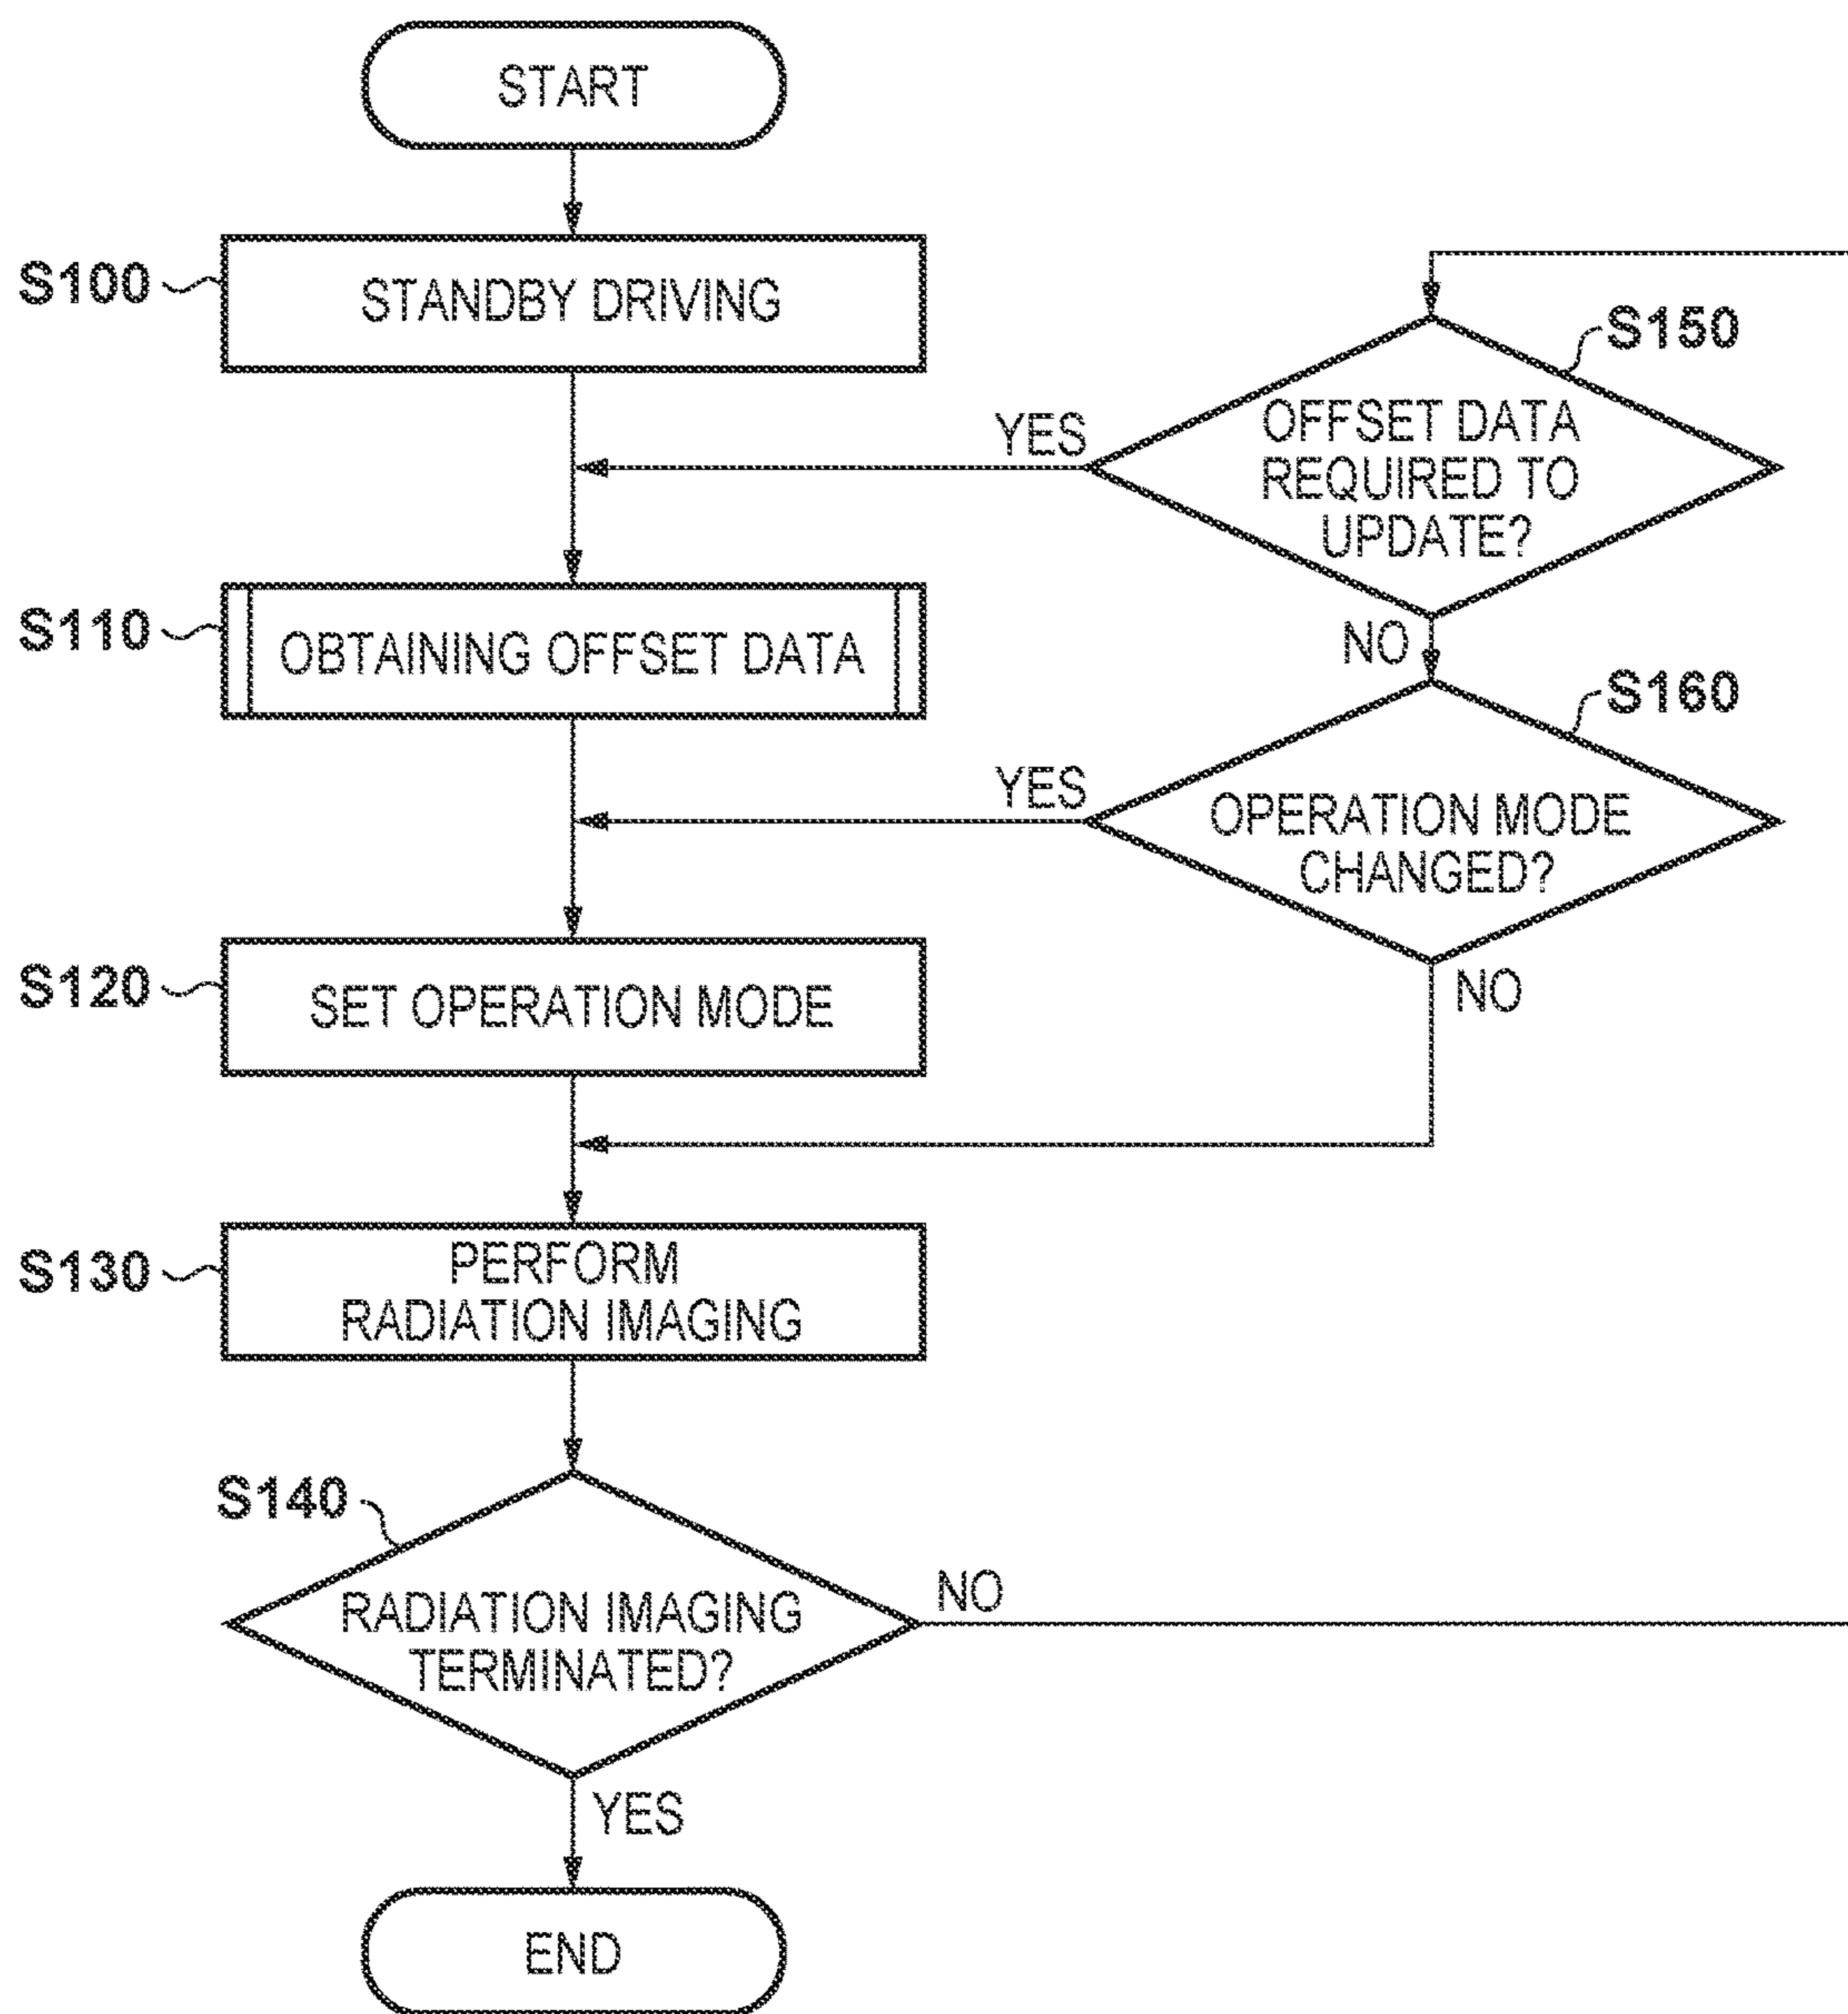 START
S100
STANDBY DRIVING
S150
OFFSET DATA
REQUIRED TO
UPDATE?
YES
NO
S110
OBTAINING OFFSET DATA
S160
OPERATION MODE
CHANGED?
YES
NO
S120
SET OPERATION MODE
S130
PERFORM
RADIATION IMAGING
S140
RADIATION IMAGING
TERMINATED?
NO
YES
END